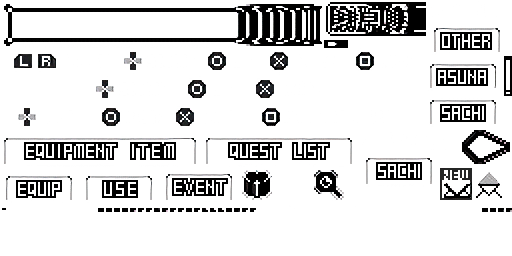 OTHER
L R
ASUNA
SACHI
EQUIPMENT ITEM
QUEST LIST
SACHI
EQUIP
USE
EVENT
NEW